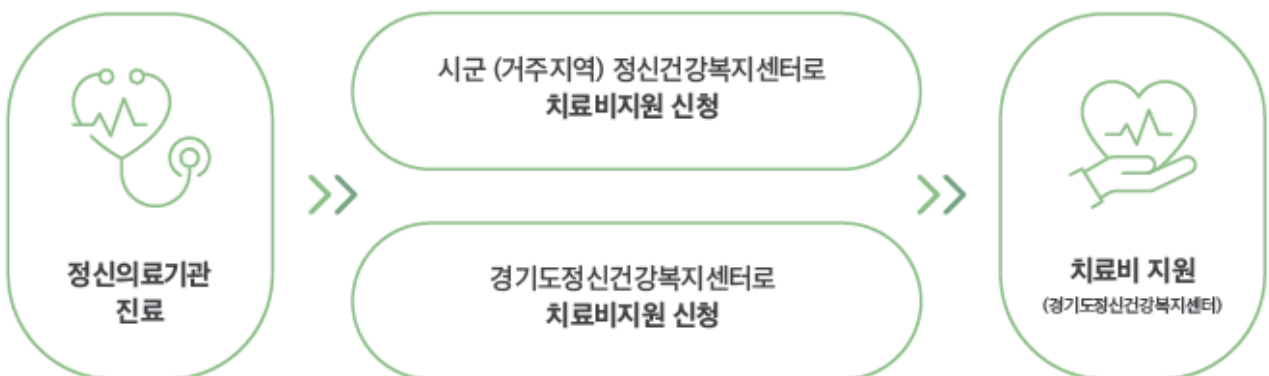 정신의료기관
진료
시군 (거주지역) 정신건강복지센터로
치료비지원 신청
경기도정신건강복지센터로
치료비지원 신청
치료비 지원
(경기도정신건강복지센터)